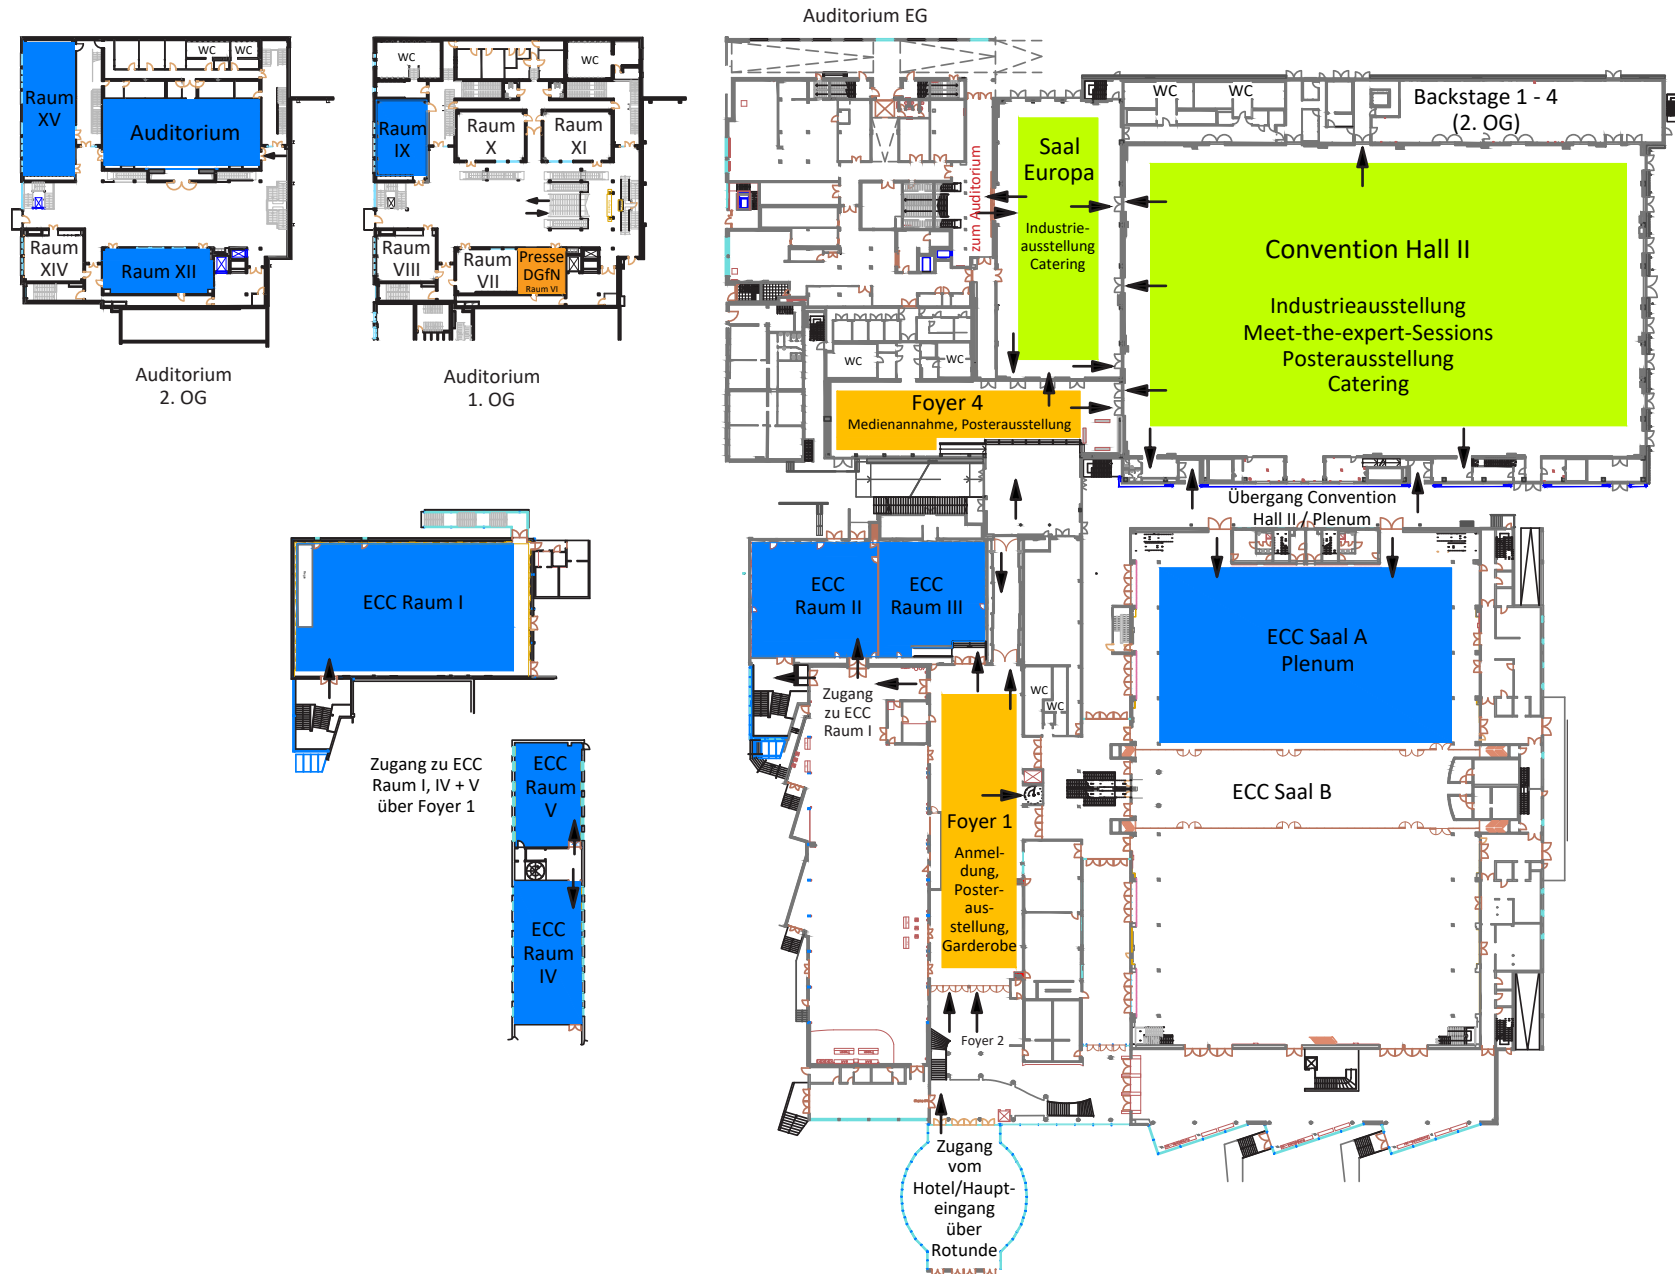 Auditorium EG
WC
WC
Raum
XV
Auditorium
Raum
XIV
Raum XII
Auditorium
2. OG
WC
WC
Raum
IX
Raum
X
Raum
XI
Raum
VIII
Raum
VII
Presse
DGfN
Raum VI
Auditorium
1. OG
zum Auditorium
Saal
Europa
Industrie-
ausstellung
Catering
WC
WC
Backstage 1 - 4
(2. OG)
Convention Hall II
Industrieausstellung
Meet-the-expert-Sessions
Posterausstellung
Catering
WC
WC
Foyer 4
Medienannahme, Posterausstellung
Übergang Convention
Hall II / Plenum
ECC Raum I
Zugang zu ECC
Raum I, IV + V
über Foyer 1
ECC
Raum
V
ECC
Raum
IV
ECC
Raum II
ECC
Raum III
Zugang
zu ECC
Raum I
WC
WC
ECC Saal A
Plenum
ECC Saal B
Foyer 1
Anmel-
dung,
Poster-
aus-
stellung,
Garderobe
Foyer 2
Zugang
vom
Hotel/Haupt-
eingang
über
Rotunde